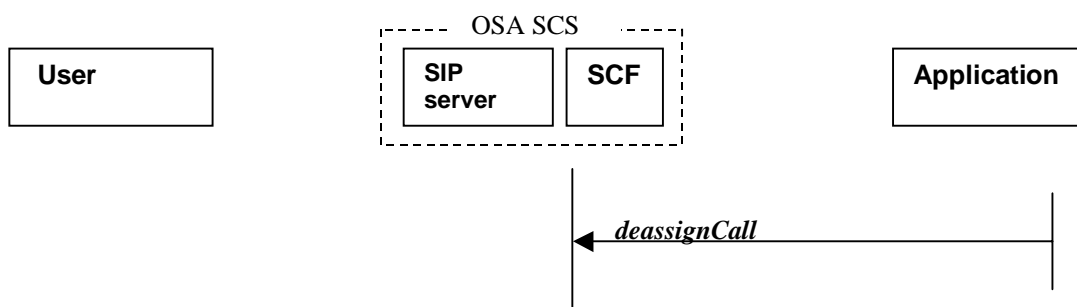 OSA SCS
User
SIP
server
SCF
Application
deassignCall